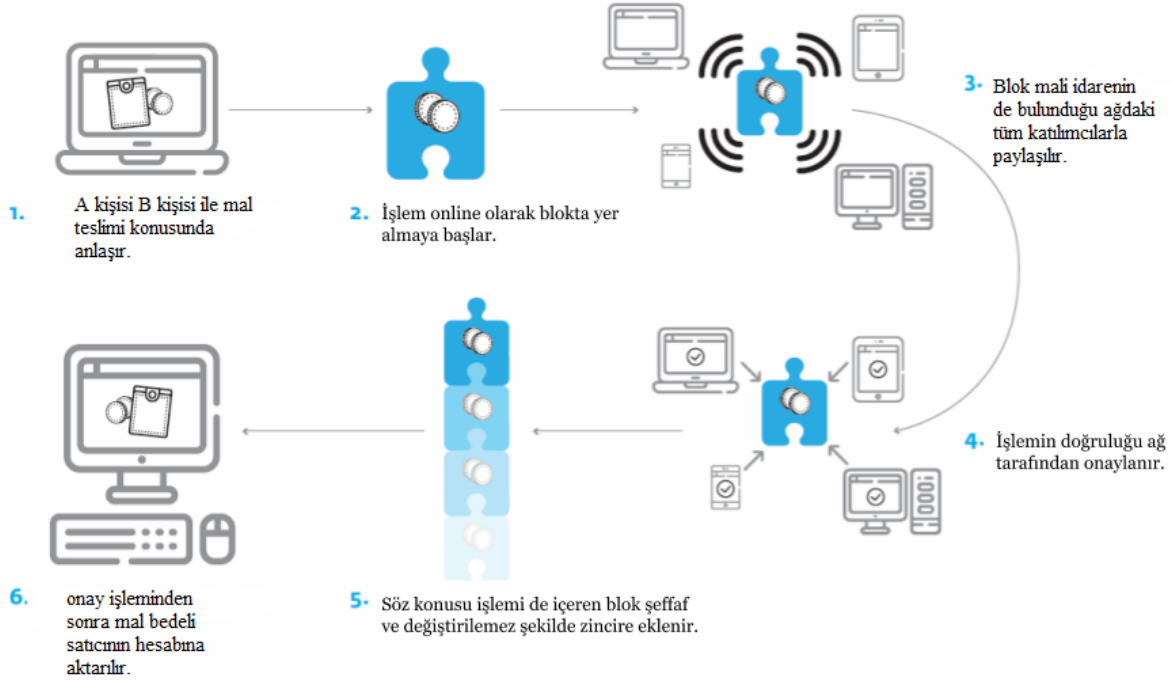 1. A kişisi B kişisi ile mal
teslimi konusunda
anlaşır.
2. İşlem online olarak blokta yer
almaya başlar.
3. Blok mali idarenin
de bulunduğu ağdaki
tüm katılımcılarla
paylaşılır.
4. İşlemin doğruluğu ağ
tarafından onaylanır.
5. Söz konusu işlemi de içeren blok şeffaf
ve değiştirilemez şekilde zincire eklenir.
6. onay işleminden
sonra mal bedeli
satıcının hesabına
aktarılır.